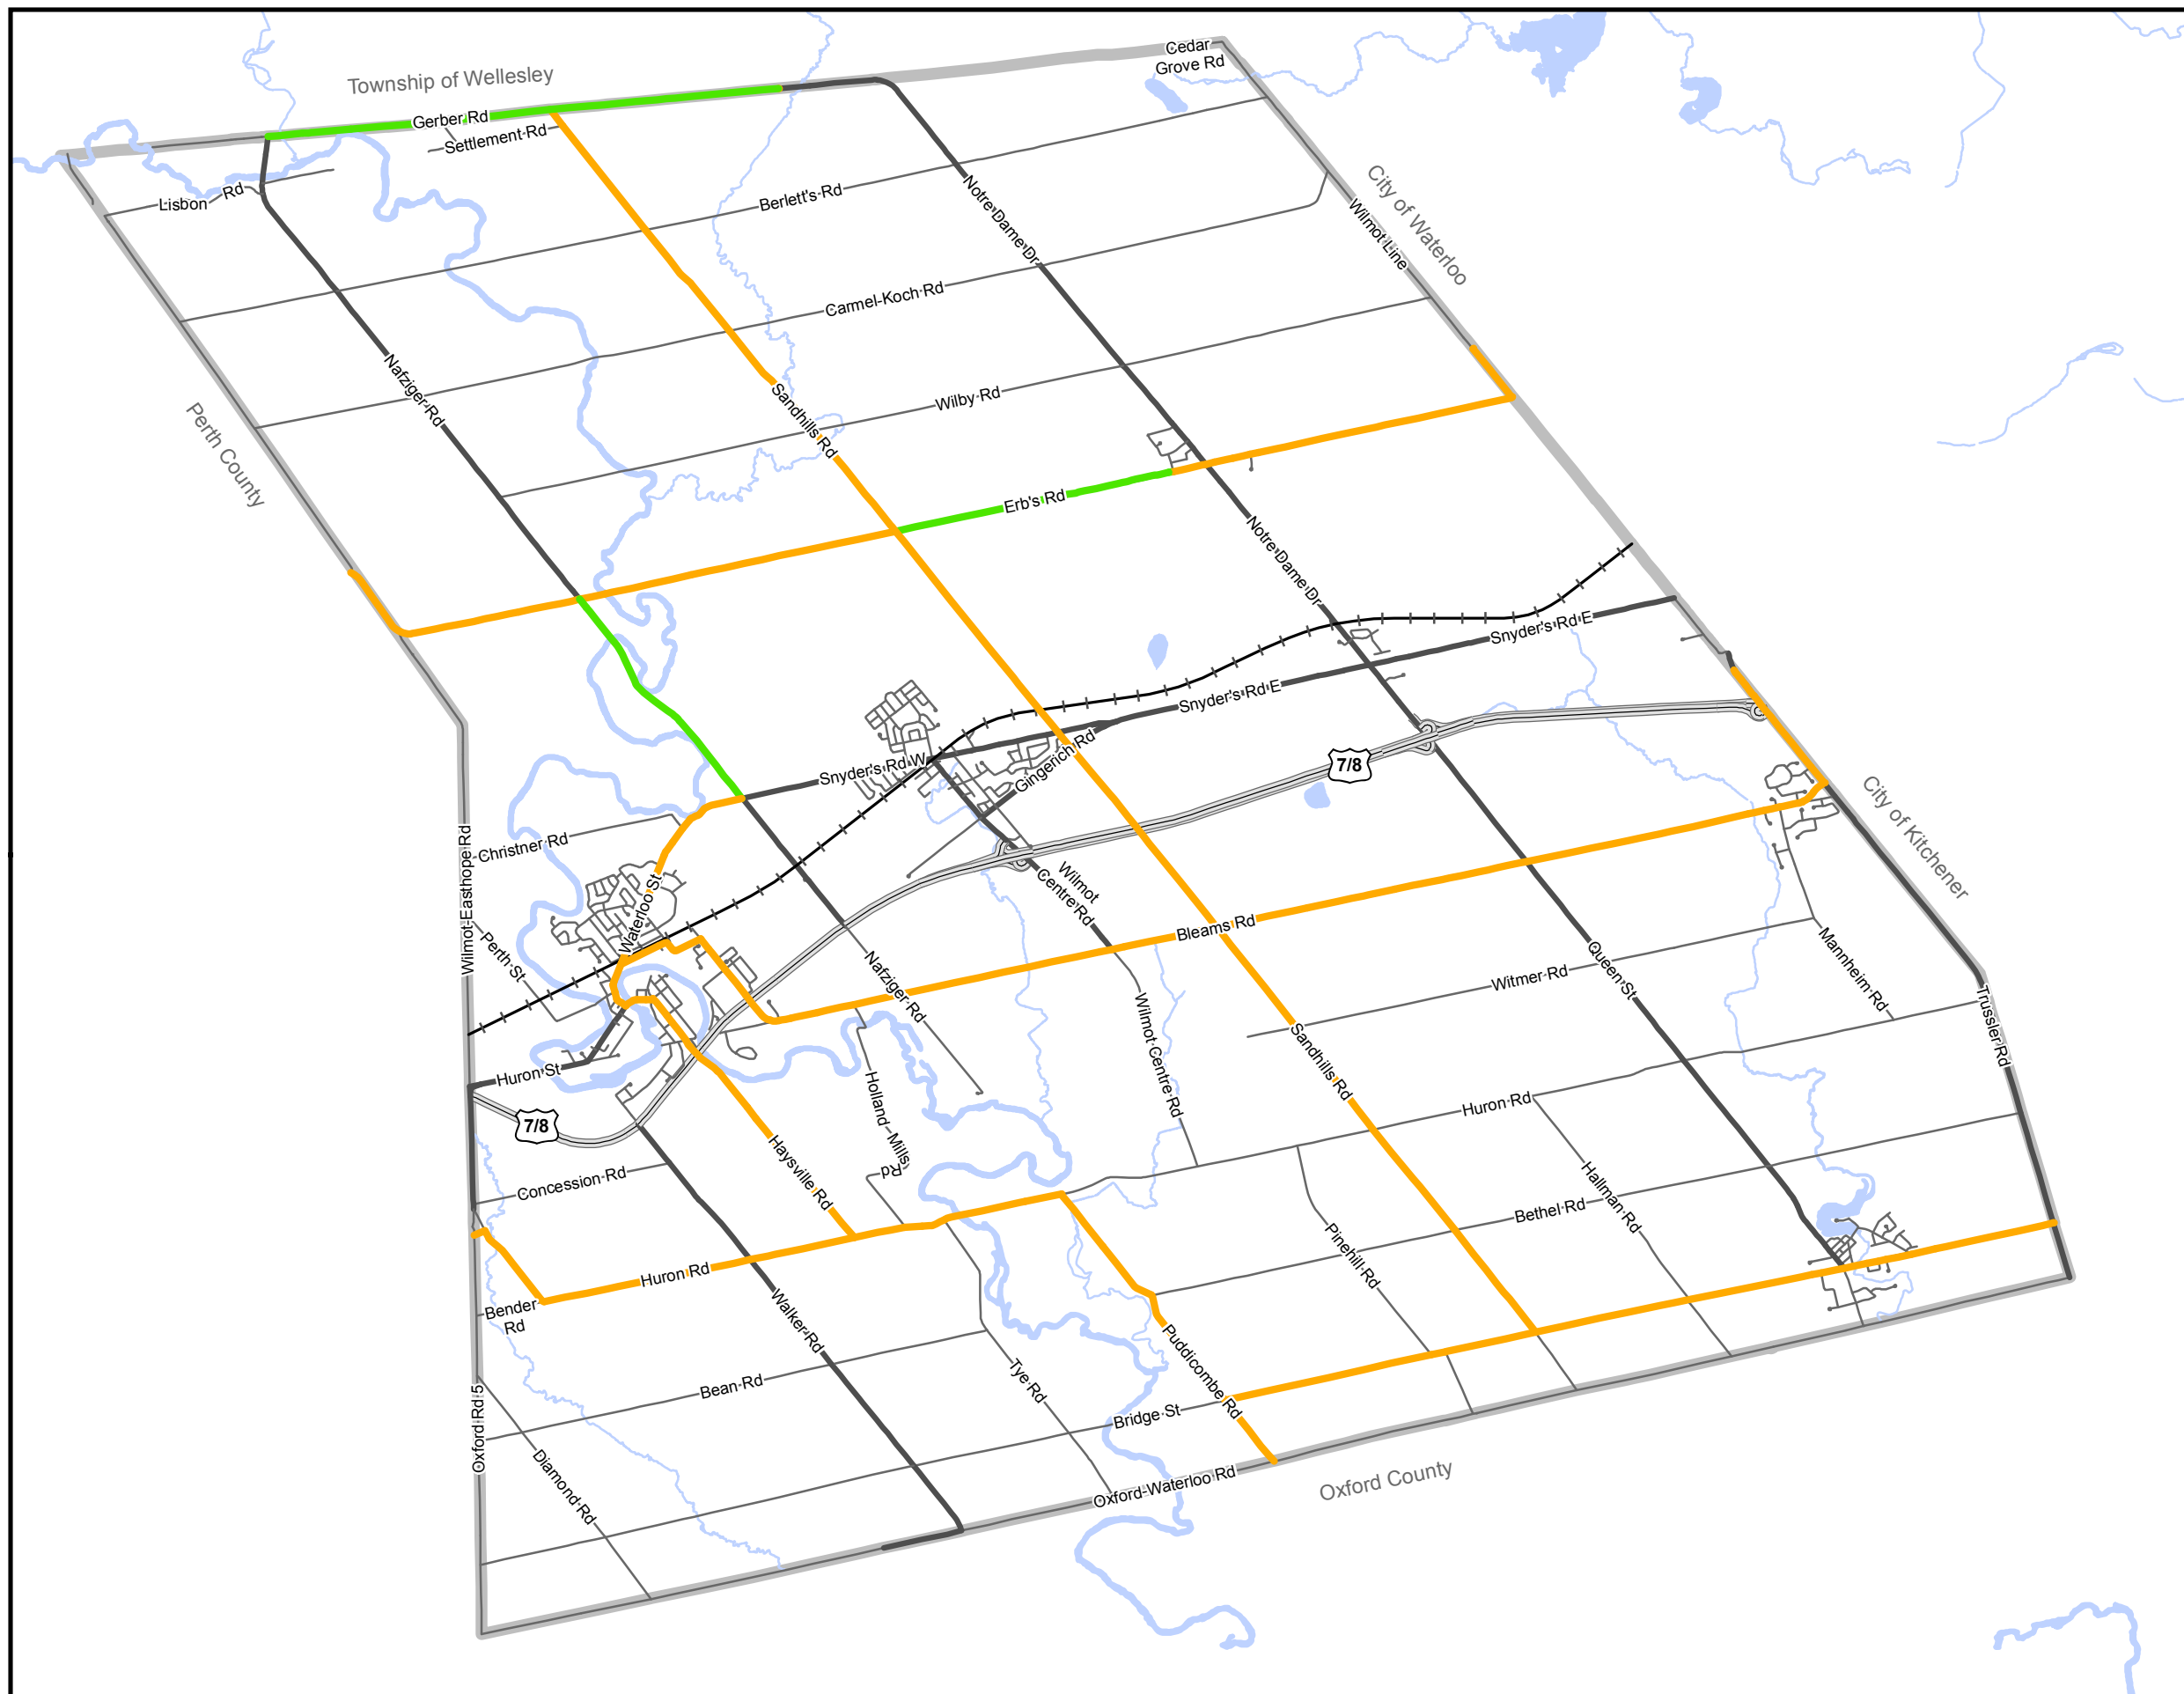 Cedar
Grove Rd
Township of Wellesley
Gerber Rd
Settlement Rd
Lisbon Rd
Berlett's Rd
Notre Dame Dr
City of Waterloo
Wilmot Line
Carmel-Koch Rd
Nafziger Rd
Sandhills Rd
Wilby Rd
Perth County
Erb's Rd
Notre Dame Dr
Snyder's Rd E
Snyder's Rd E
Gingerich Rd
Snyder's Rd W
7/8
City of Kitchener
Christner Rd
Wilmot-Easthope Rd
Waterloo St
Perth St
Wilmot
Centre Rd
Bleams Rd
Nafziger Rd
Queen St
Mannheim Rd
Witmer Rd
Trussler Rd
Wilmot Centre Rd
Sandhills Rd
Huron St
7/8
Holland Mills
Rd
Huron Rd
Haysville Rd
Concession Rd
Hallman Rd
Bethel Rd
Pinehill Rd
Huron Rd
Bender
Rd
Walker Rd
Puddicombe Rd
Tye Rd
Bean Rd
Bridge St
Oxford Rd 5
Diamond Rd
Oxford-Waterloo Rd
Oxford County